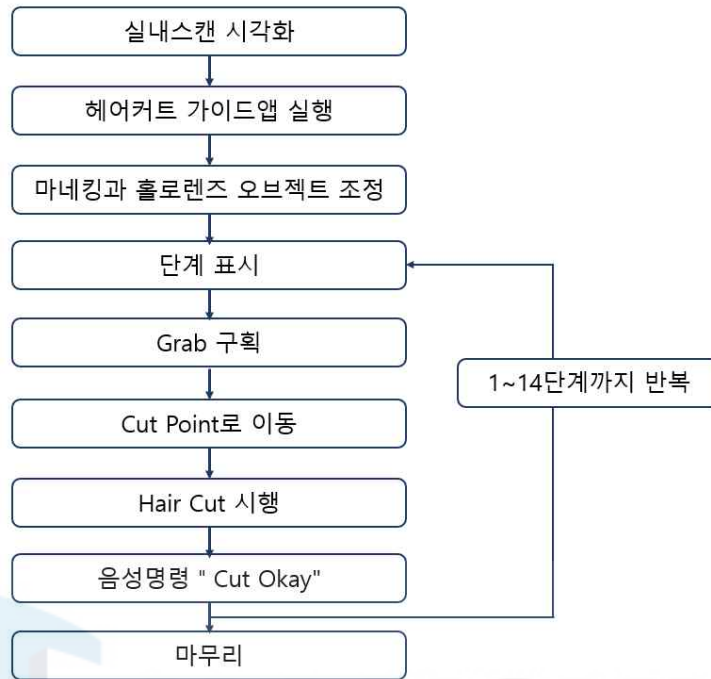 실내스캔 시각화
헤어커트 가이드앱 실행
마네킹과 홀로렌즈 오브젝트 조정
단계 표시
Grab 구획
1~14단계까지 반복
Cut Point로 이동
Hair Cut 시행
음성명령 " Cut Okay"
마무리